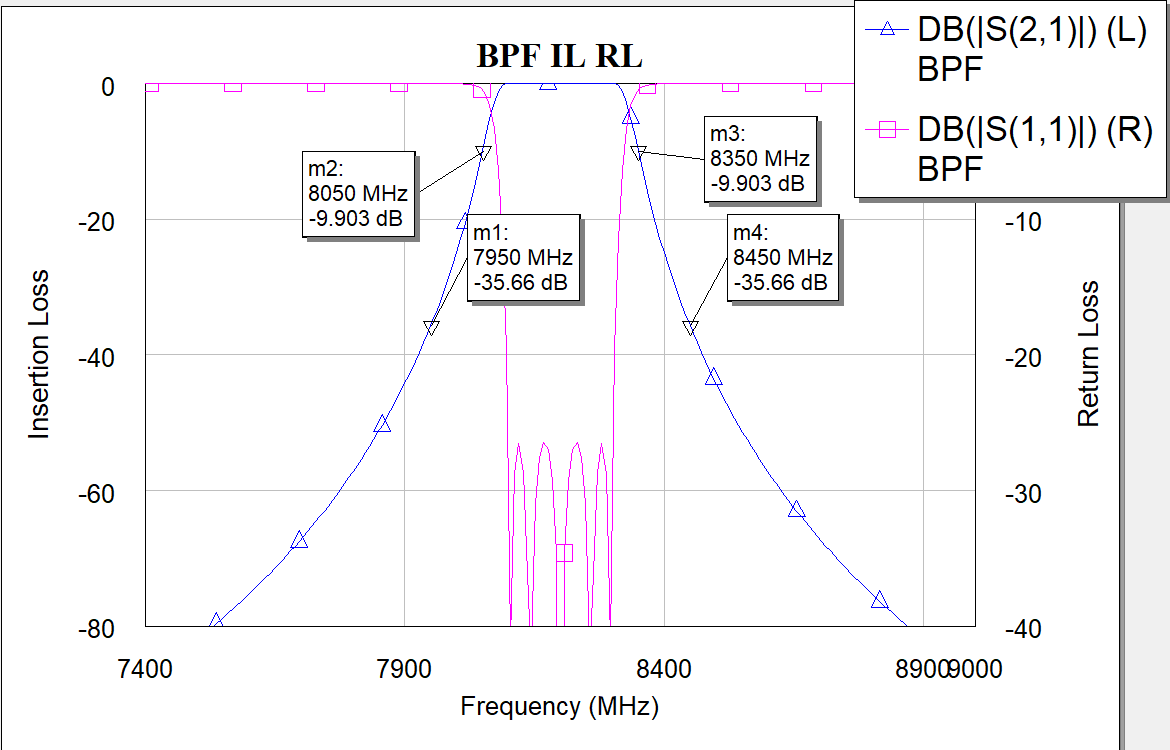 BPF IL RL
DB(|S(2,1)|) (L)
BPF
DB(|S(1,1)|) (R)
BPF
m2:
8050 MHz
-9.903 dB
m3:
8350 MHz
-9.903 dB
m1:
7950 MHz
-35.66 dB
m4:
8450 MHz
-35.66 dB
Insertion Loss
0
-20
-40
-60
-80
-10
-20
-30
-40
Return Loss
7400
7900
8400
8900
9000
Frequency (MHz)